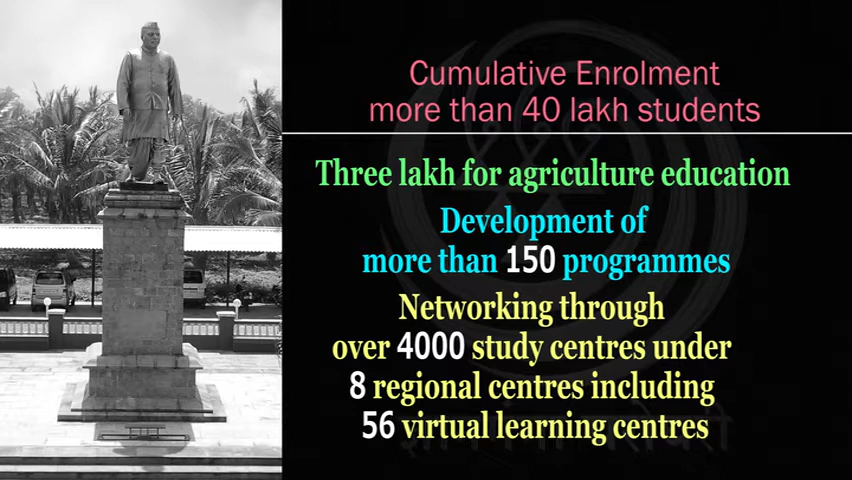 Cumulative Enrolment
more than 40 lakh students
Three lakh for agriculture education
Development of
more than 150 programmes
Networking through
over 4000 study centres under
8 regional centres including
56 virtual learning centres